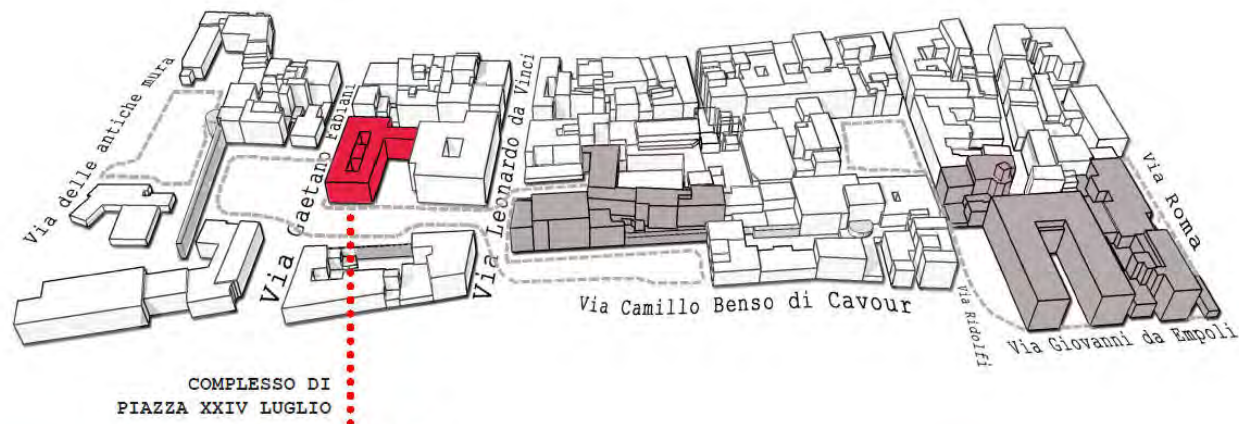 Via delle antiche mura
Via Gaetano Fabiani
Via Leonardo da Vinci
Via Camillo Benso di Cavour
Via Ridolfi
Via Roma
Via Giovanni da Empoli
COMPLESSO DI
PIAZZA XXIV LUGLIO